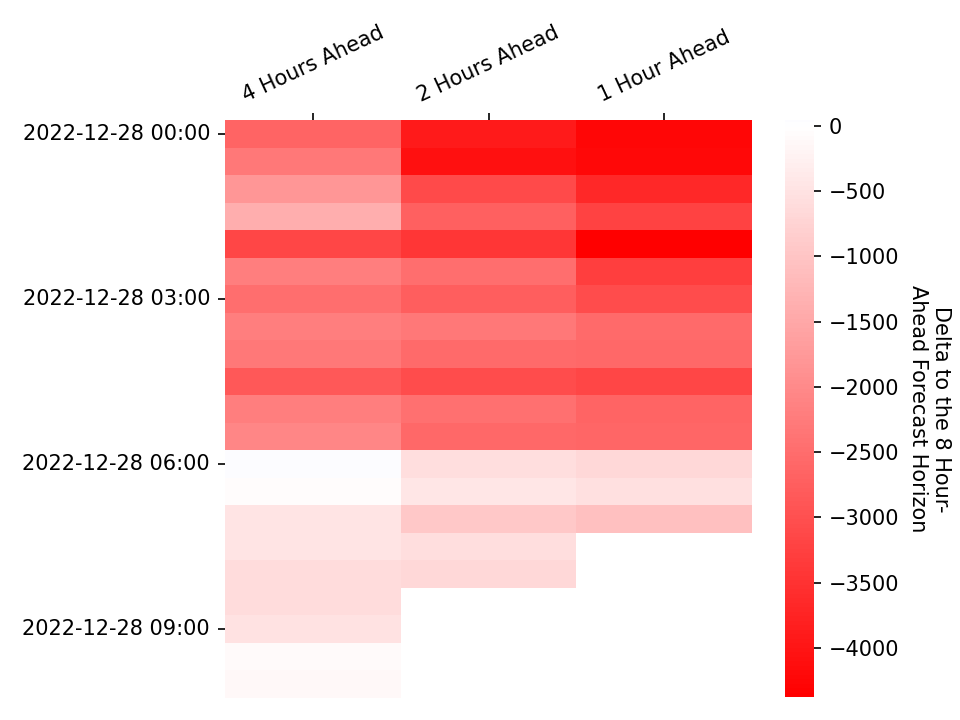 4 Hours Ahead
2 Hours Ahead
1 Hour Ahead
2022-12-28 00:00
2022-12-28 03:00
2022-12-28 06:00
2022-12-28 09:00
0
−500
−1000
−1500
−2000
−2500
−3000
−3500
−4000
Delta to the 8 Hour-
Ahead Forecast Horizon